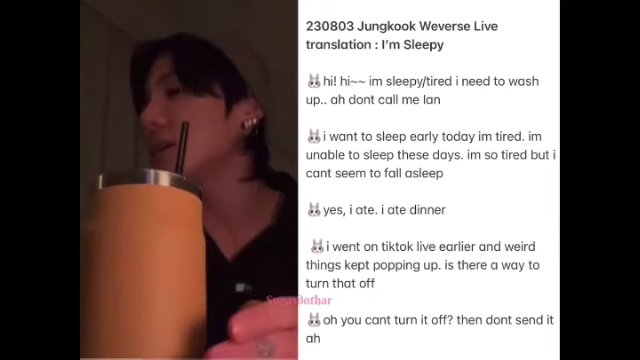 230803 Jungkook Weverse Live
translation : I'm Sleepy
hi! hi~~ im sleepy/tired i need to wash
up.. ah dont call me Ian
i want to sleep early today im tired. im
unable to sleep these days. im so tired but i
cant seem to fall asleep
yes, i ate. i ate dinner
i went on tiktok live earlier and weird
things kept popping up. is there a way to
turn that off
oh you cant turn it off? then dont send it
ah